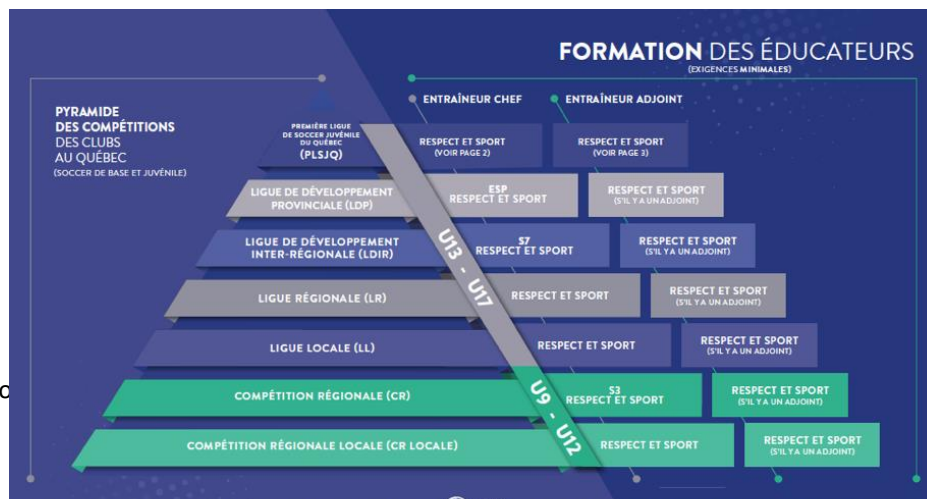 FORMATION DES ÉDUCATEURS
(EXIGENCES MINIMALES)
PYRAMIDE
DES COMPÉTITIONS
DES CLUBS
AU QUÉBEC
(SOCCER DE BASE ET JUVÉNILE)
ENTRAÎNEUR CHEF
ENTRAÎNEUR ADJOINT
PREMIÈRE LIGUE
DE SOCCER JUVÉNILE
DU QUÉBEC
(PLSJQ)
RESPECT ET SPORT
(VOIR PAGE 2)
RESPECT ET SPORT
(VOIR PAGE 3)
LIGUE DE DÉVELOPPEMENT
PROVINCIALE (LDP)
ESP
RESPECT ET SPORT
RESPECT ET SPORT
(S'IL Y A UN ADJOINT)
LIGUE DE DÉVELOPPEMENT
INTER-RÉGIONALE (LDIR)
S7
RESPECT ET SPORT
RESPECT ET SPORT
(S'IL Y A UN ADJOINT)
U13 - U17
LIGUE RÉGIONALE (LR)
RESPECT ET SPORT
RESPECT ET SPORT
(S'IL Y A UN ADJOINT)
LIGUE LOCALE (LL)
RESPECT ET SPORT
RESPECT ET SPORT
(S'IL Y A UN ADJOINT)
COMPÉTITION RÉGIONALE (CR)
S3
RESPECT ET SPORT
RESPECT ET SPORT
(S'IL Y A UN ADJOINT)
U9 - U12
COMPÉTITION RÉGIONALE LOCALE (CR LOCALE)
RESPECT ET SPORT
RESPECT ET SPORT
(S'IL Y A UN ADJOINT)